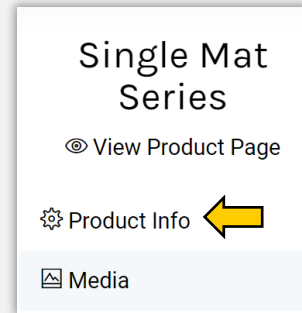 Single Mat
Series
View Product Page
Product Info
Media